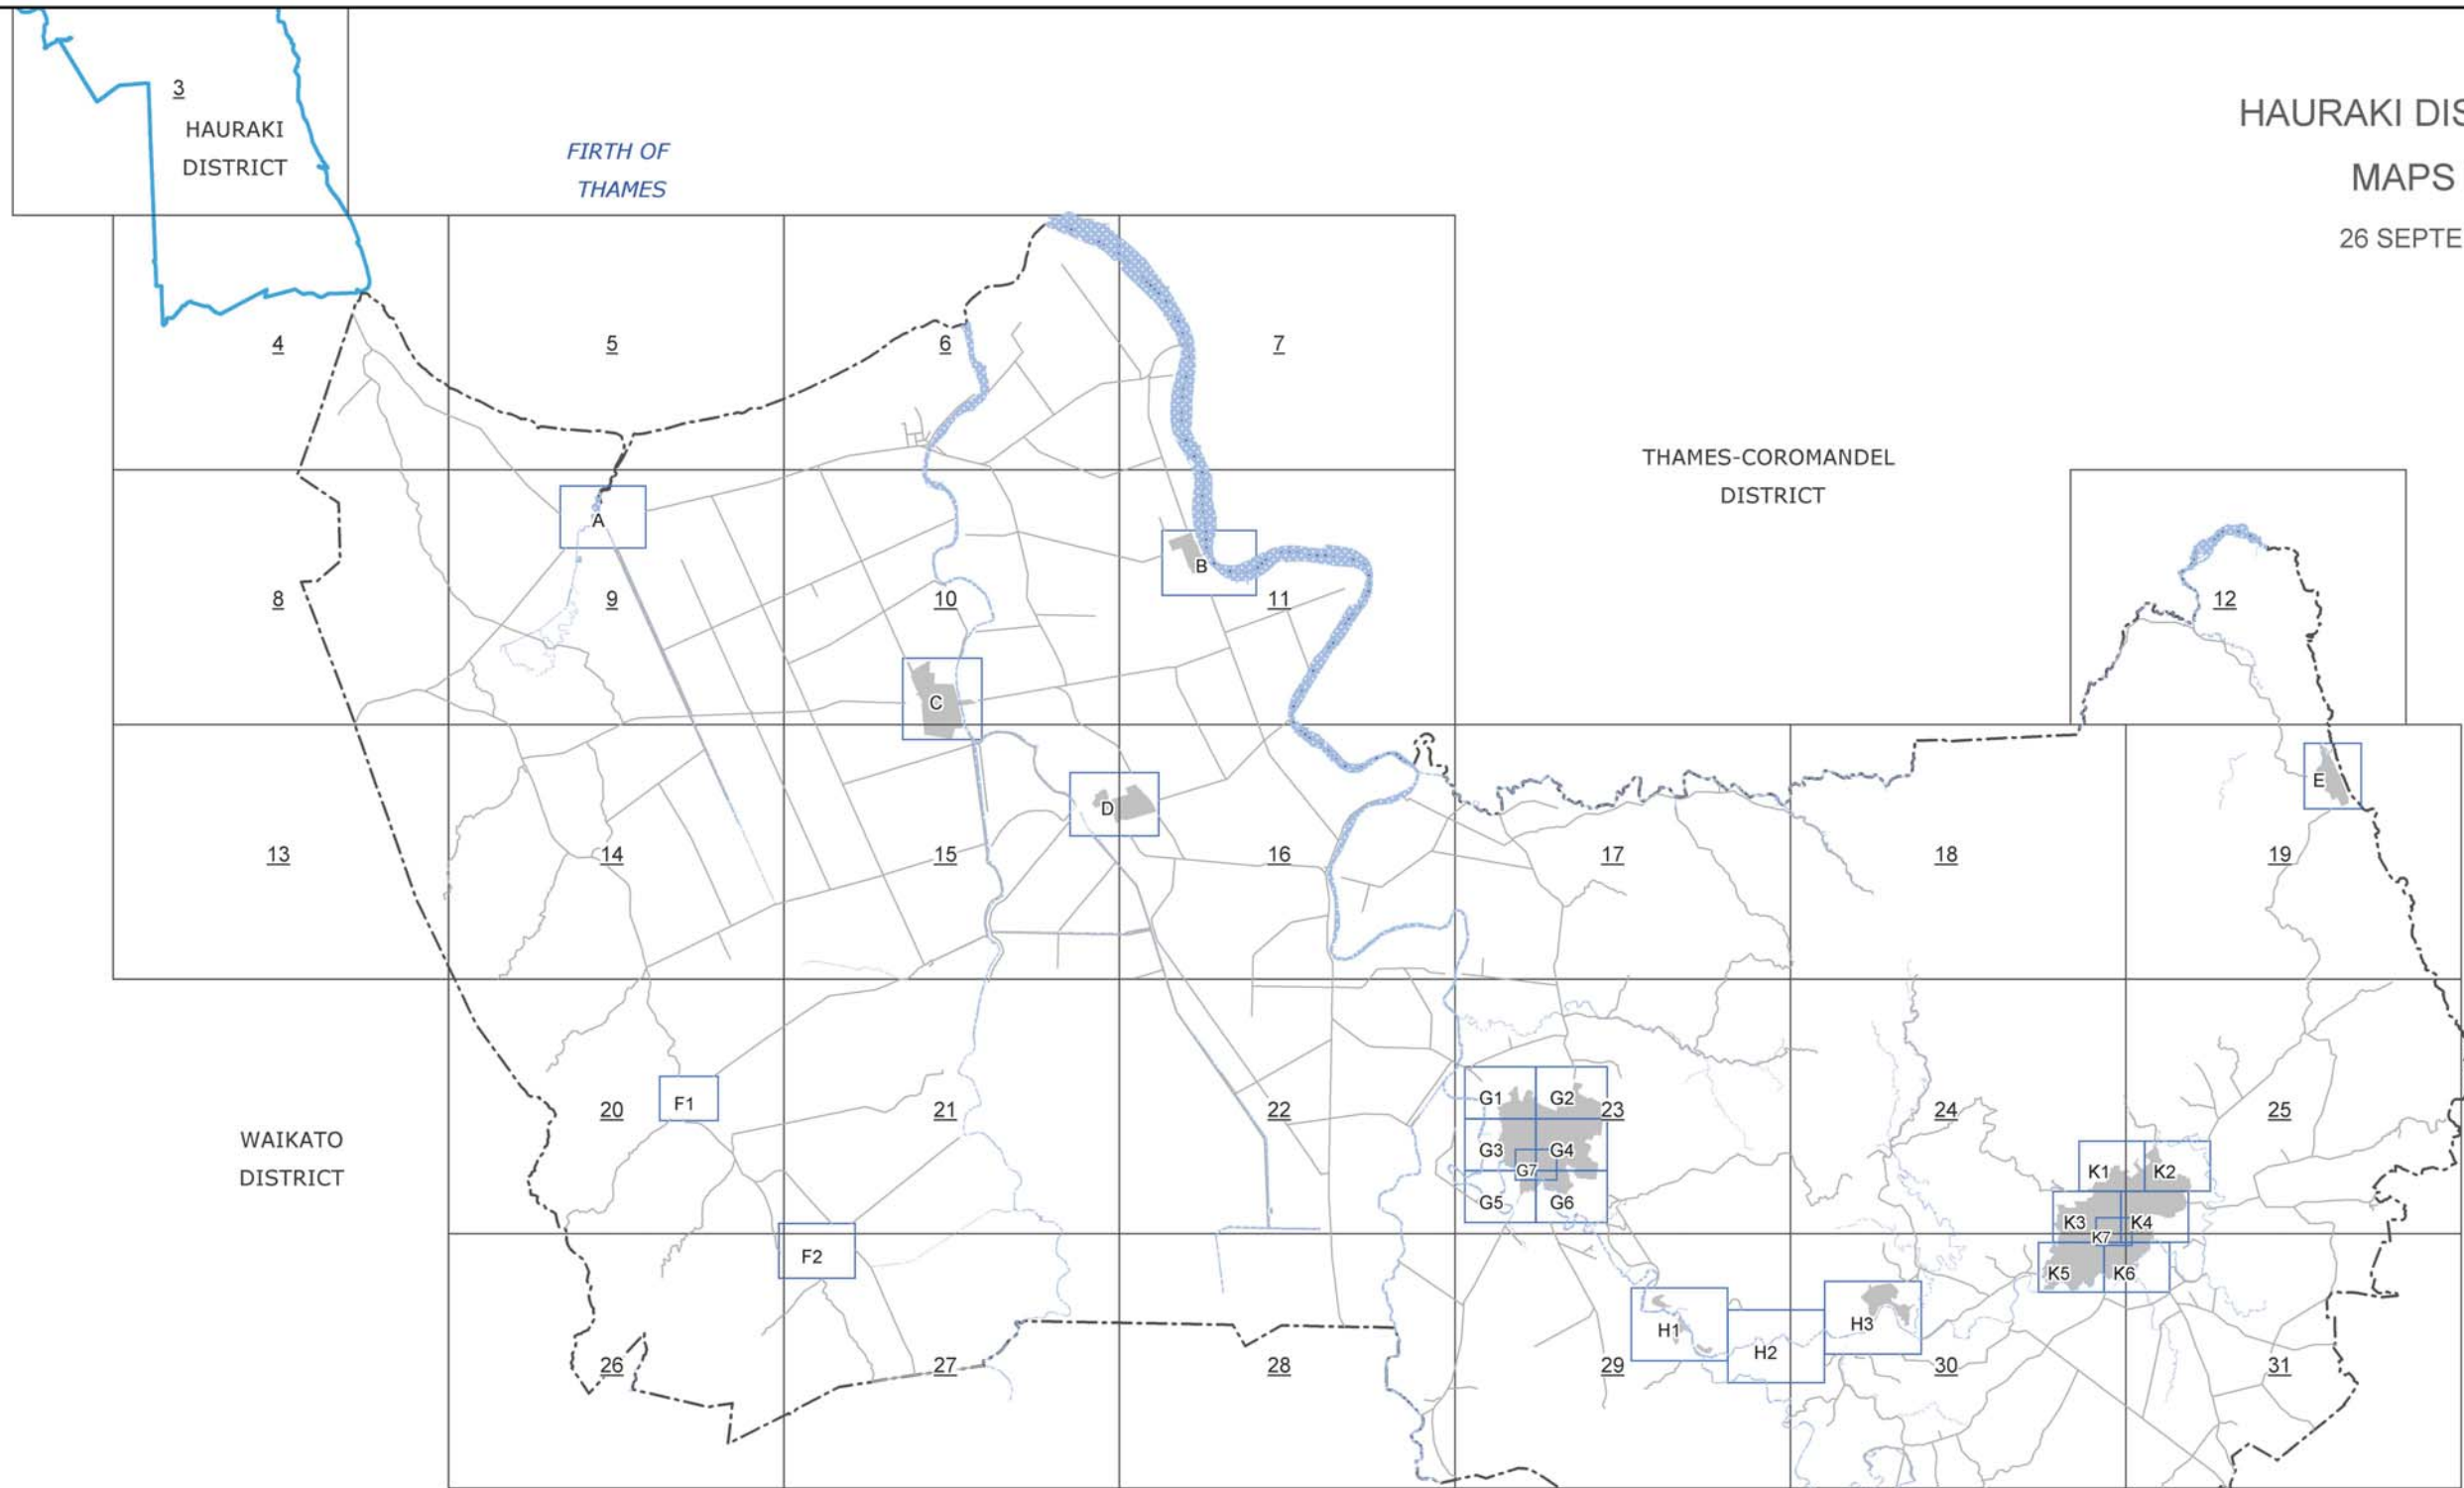 3
HAURAKI
DISTRICT
FIRTH OF
THAMES
HAURAKI DIS
MAPS
26 SEPTE
4
5
6
7
THAMES-COROMANDEL
DISTRICT
A
B
8
9
10
11
12
C
D
E
13
14
15
16
17
18
19
F1
20
21
22
G1
G2
23
24
25
WAIKATO
DISTRICT
G3
G4
G7
G5
G6
K1
K2
K3
K4
K7
K5
K6
F2
H1
H2
H3
26
27
28
29
30
31